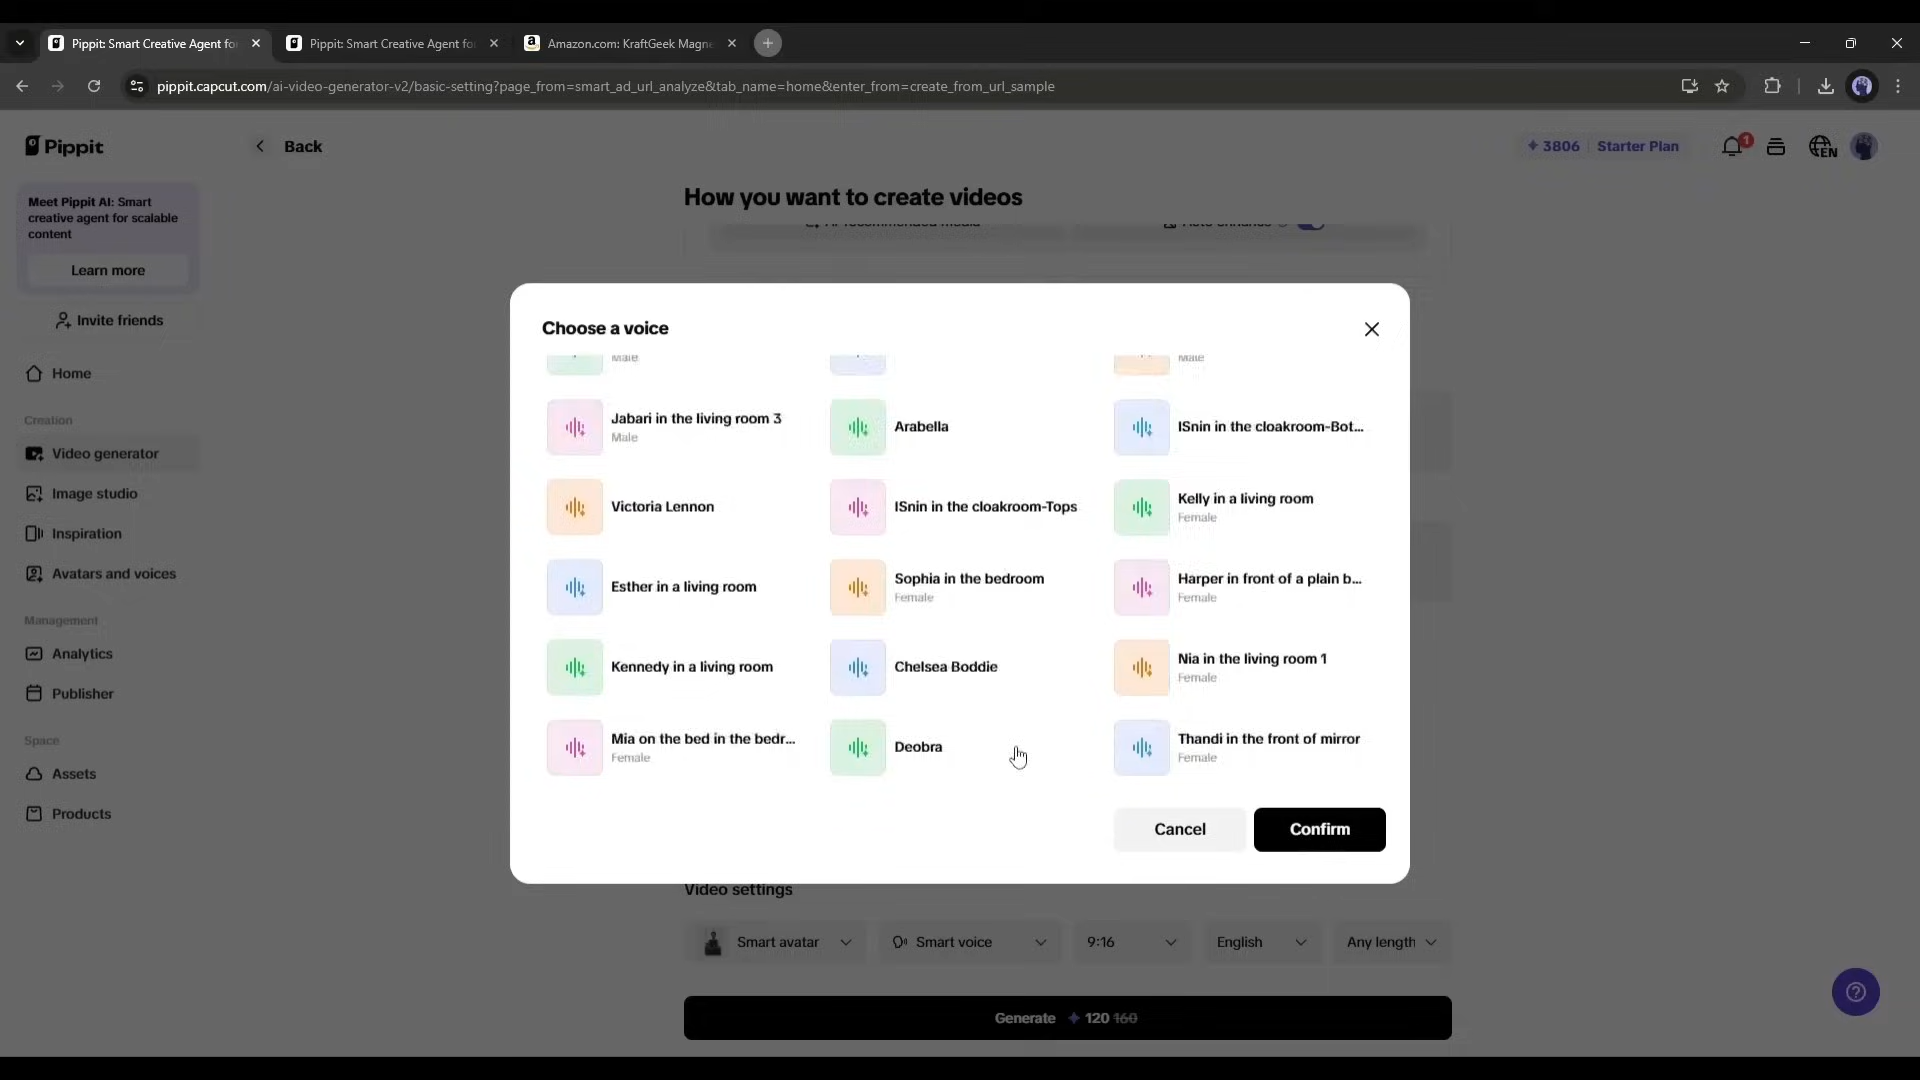 Pippit: Smart Creative Agent fo
Pippit: Smart Creative Agent fo
Amazon.com: KraftGeek Magne
pippit.capcut.com/ai-video-generator-v2/basic-setting?page_from=smart_ad_url_analyze&tab_name=home&enter_from=create_from_url_sample
Pippit
Back
3806 Starter Plan
1
EN
Meet Pippit AI: Smart
creative agent for scalable
content
Learn more
Invite friends
Home
Creation
Video generator
Image studio
Inspiration
Avatars and voices
Management
Analytics
Publisher
Space
Assets
Products
How you want to create videos
Choose a voice
Male
Male
Jabari in the living room 3
Male
Arabella
ISnin in the cloakroom-Bot...
Victoria Lennon
ISnin in the cloakroom-Tops
Kelly in a living room
Female
Esther in a living room
Sophia in the bedroom
Female
Harper in front of a plain b...
Female
Kennedy in a living room
Chelsea Boddie
Nia in the living room 1
Female
Mia on the bed in the bedr...
Female
Deobra
Thandi in the front of mirror
Female
Cancel
Confirm
Video settings
Smart avatar
Smart voice
9:16
English
Any length
Generate 120 160